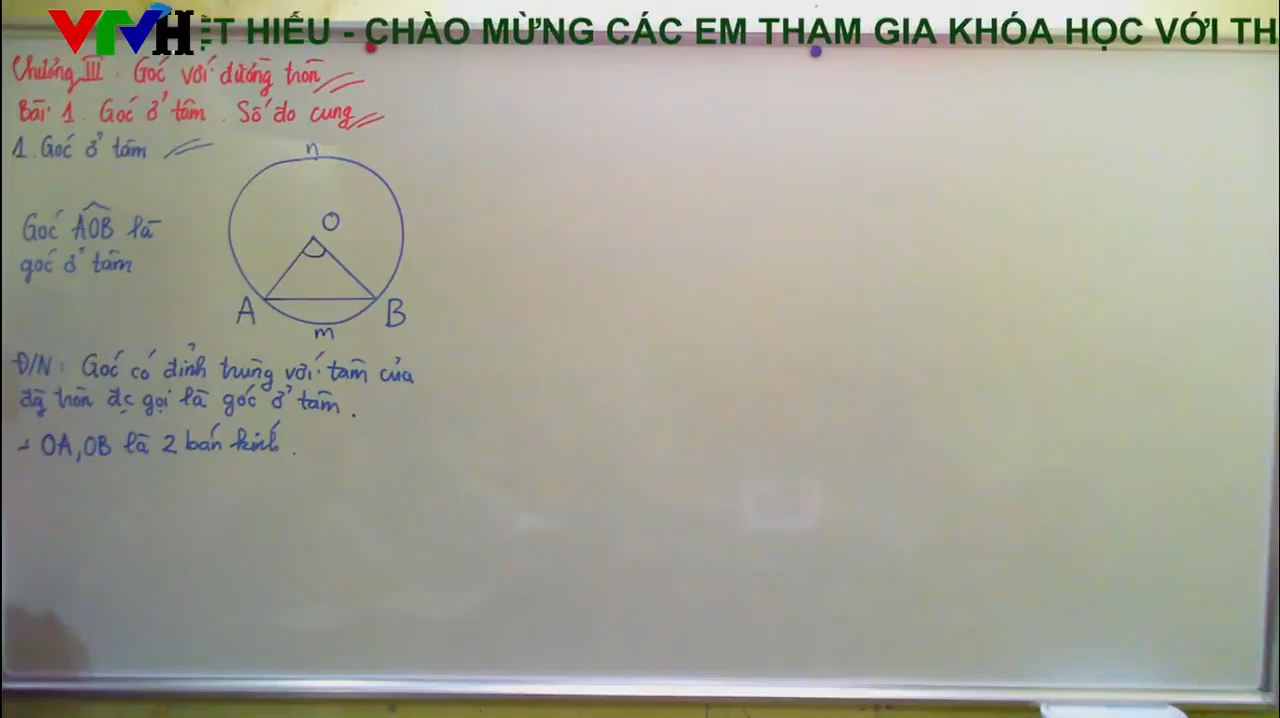 VTVH
ỆT HIẾU - CHÀO MỪNG CÁC EM THAM GIA KHÓA HỌC VỚI TH
Chương III. Góc với đường tròn
Bài 1. Góc ở tâm. Số đo cung
1. Góc ở tâm
n
O
Góc AOB là
góc ở tâm
A B
m
Đ/N: Góc có đỉnh trùng với tâm của
đg tròn đc gọi là góc ở tâm.
+ OA, OB là 2 bán kính.